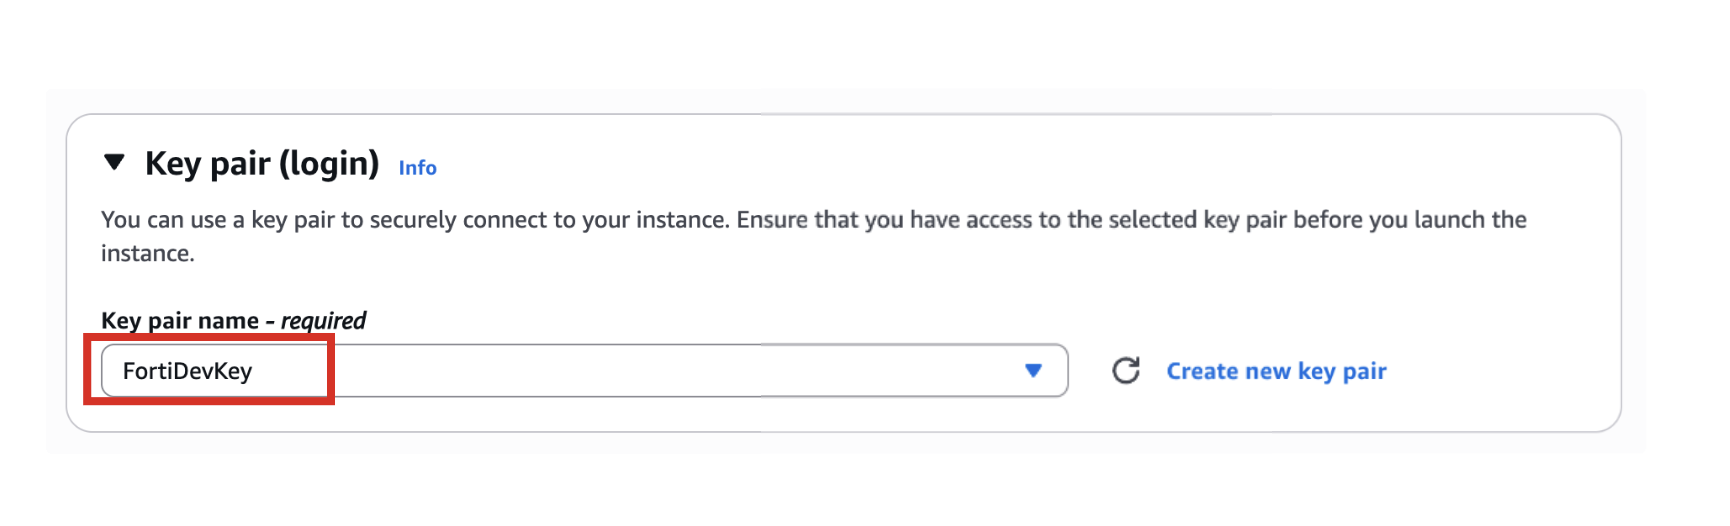 Key pair (login) Info
You can use a key pair to securely connect to your instance. Ensure that you have access to the selected key pair before you launch the
instance.
Key pair name - required
FortiDevKey
Create new key pair